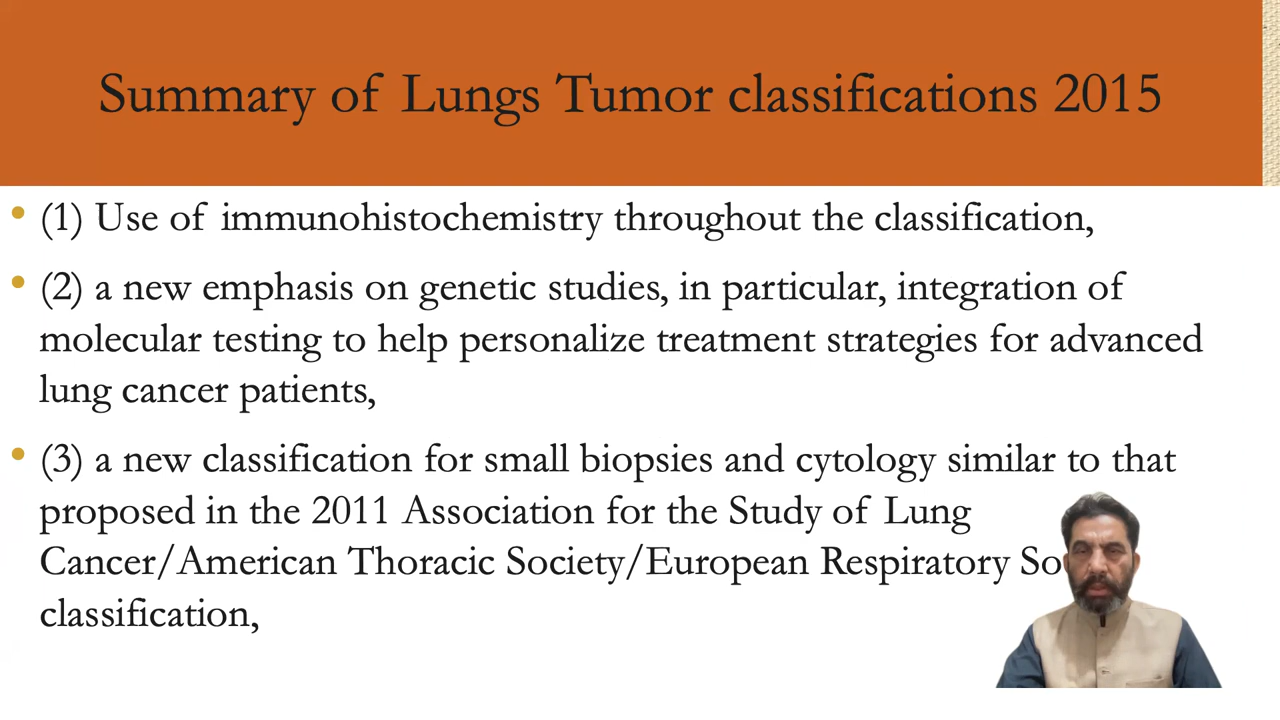 Summary of Lungs Tumor classifications 2015
• (1) Use of immunohistochemistry throughout the classification,
• (2) a new emphasis on genetic studies, in particular, integration of
molecular testing to help personalize treatment strategies for advanced
lung cancer patients,
• (3) a new classification for small biopsies and cytology similar to that
proposed in the 2011 Association for the Study of Lung
Cancer/American Thoracic Society/European Respiratory
classification,